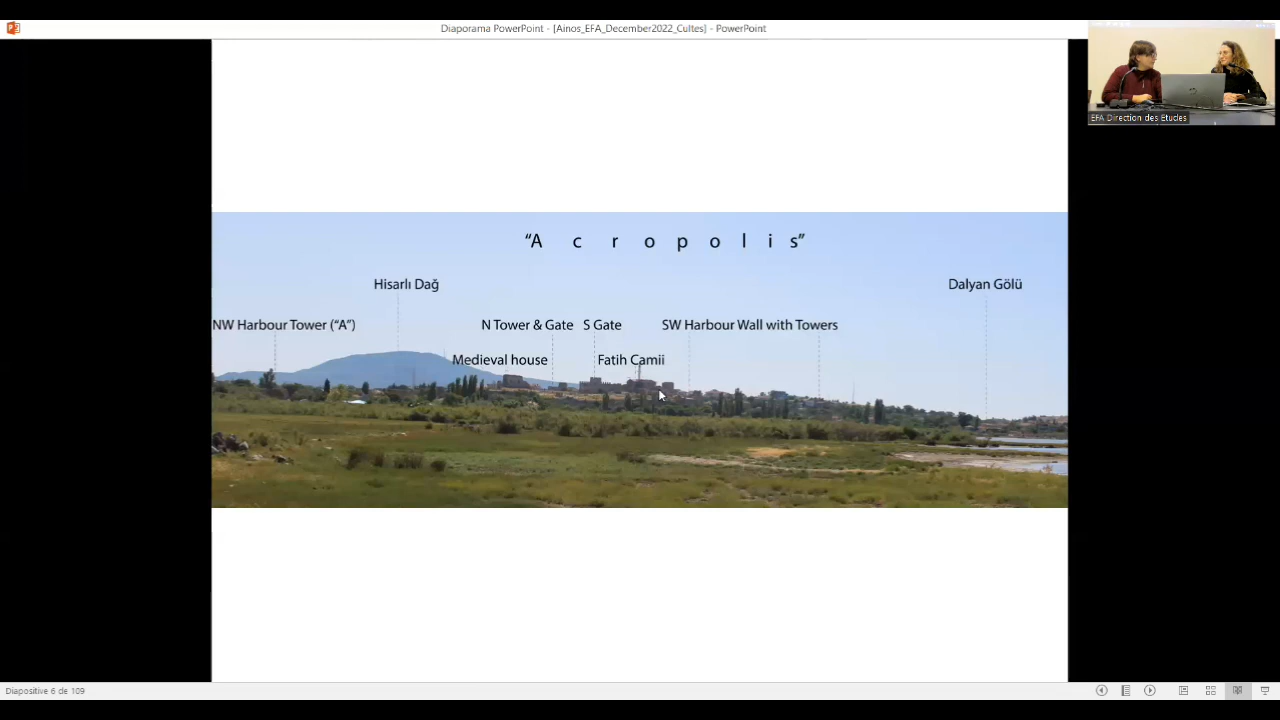 Diaporama PowerPoint - [Ainos_EFA_December2022_Cultes] - PowerPoint
EFA Direction des Etudes
“Acropolis”
Hisarlı Dağ
Dalyan Gölü
NW Harbour Tower (“A”)
N Tower & Gate
S Gate
SW Harbour Wall with Towers
Medieval house
Fatih Camii
Diapositive 6 de 109